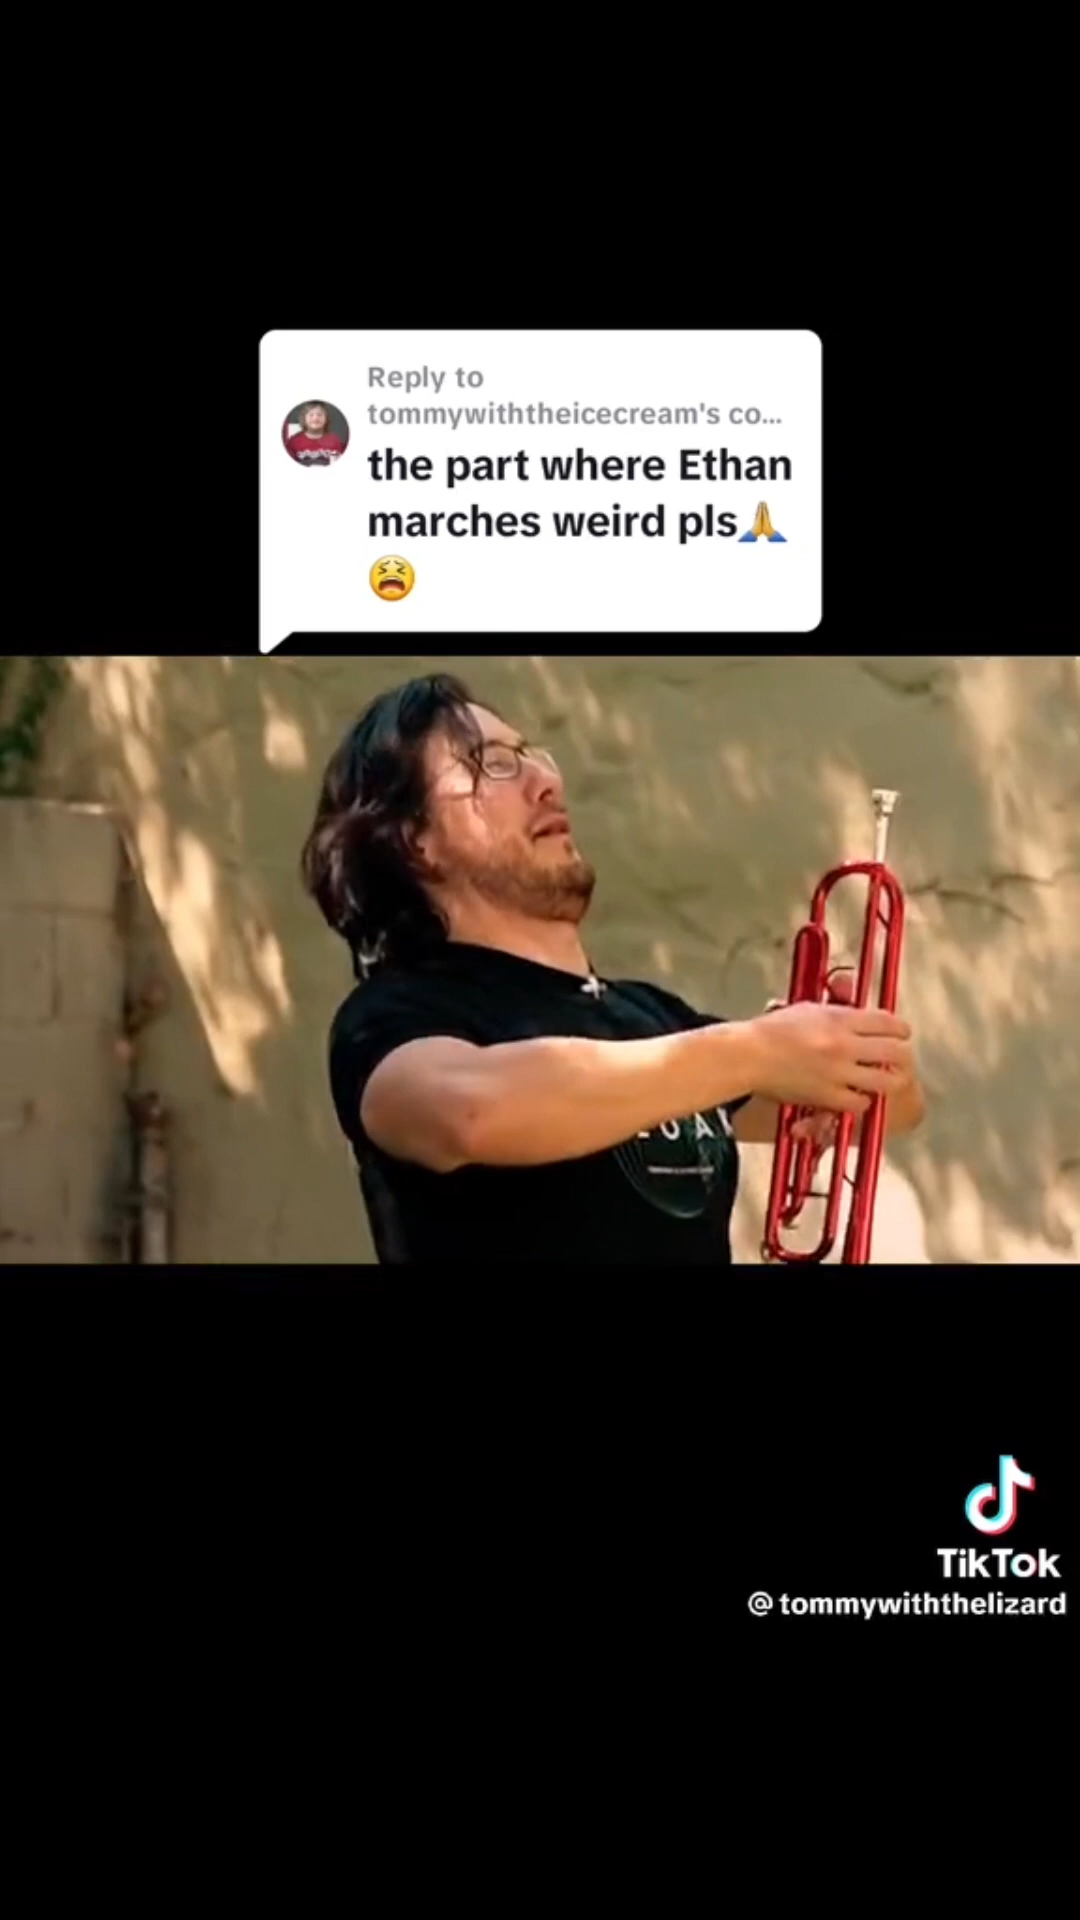 Reply to
tommywiththeicecream's co...
the part where Ethan
marches weird pls🙏
😫
TikTok
@tommywiththelizard